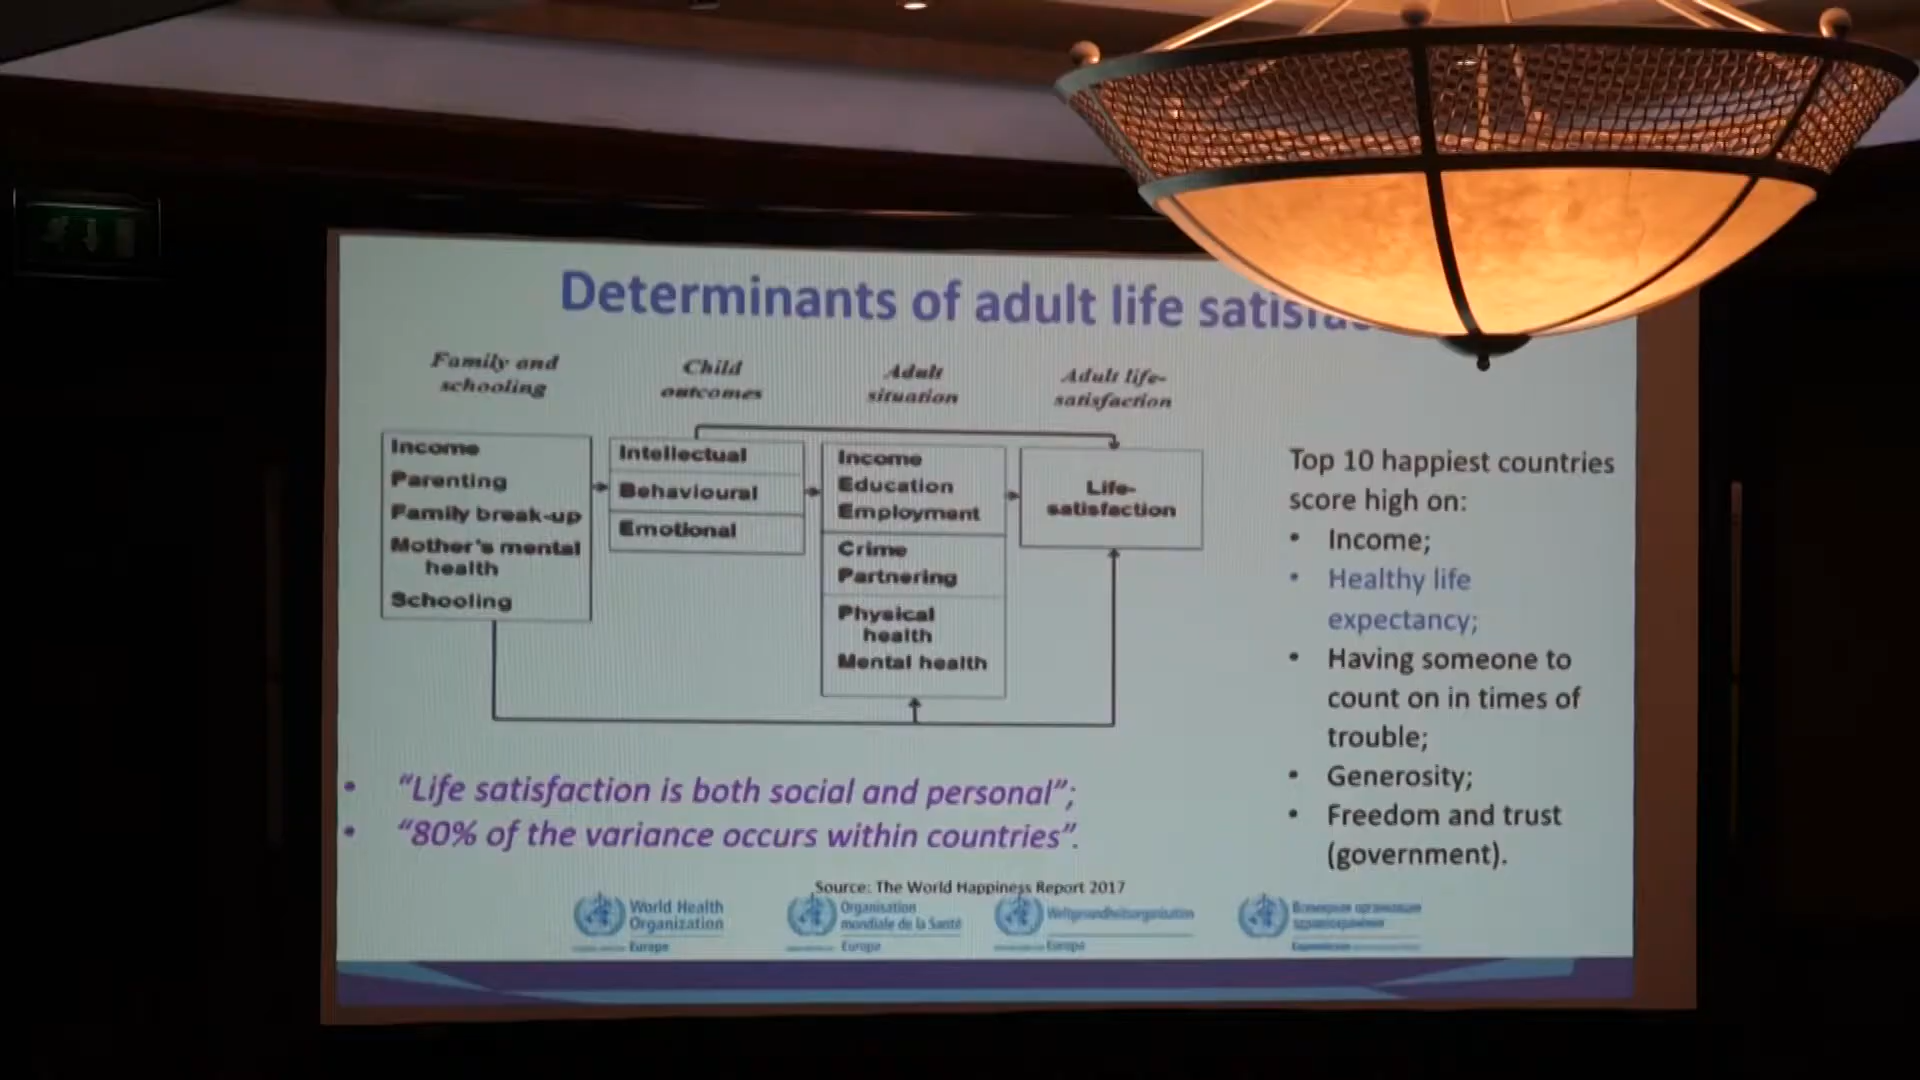 Determinants of adult life satisfac
Family and
schooling
Child
outcomes
Adult
situation
Adult life-
satisfaction
Income
Parenting
Family break-up
Mother's mental
health
Schooling
Intellectual
Behavioural
Emotional
Income
Education
Employment
Crime
Partnering
Physical
health
Mental health
Life-
satisfaction
Top 10 happiest countries
score high on:
• Income;
• Healthy life
expectancy;
• Having someone to
count on in times of
trouble;
• Generosity;
• Freedom and trust
(government).
• "Life satisfaction is both social and personal";
• "80% of the variance occurs within countries".
Source: The World Happiness Report 2017
World Health
Organization
Europe
Organisation
mondiale de la Santé
Europe
Weltgesundheitsorganisation
Europa
Всемирная организация
здравоохранения